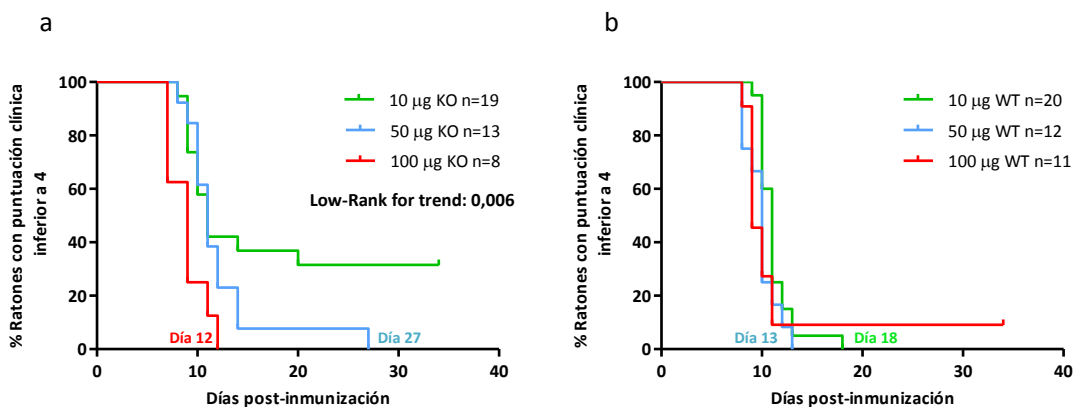 a
% Ratones con puntuación clínica
inferior a 4
100
80
60
40
20
0
10 µg KO n=19
50 µg KO n=13
100 µg KO n=8
Low-Rank for trend: 0,006
Día 12
Día 27
0
10
20
30
40
Días post-inmunización
b
% Ratones con puntuación clínica
inferior a 4
100
80
60
40
20
0
10 µg WT n=20
50 µg WT n=12
100 µg WT n=11
Día 13
Día 18
0
10
20
30
40
Días post-inmunización